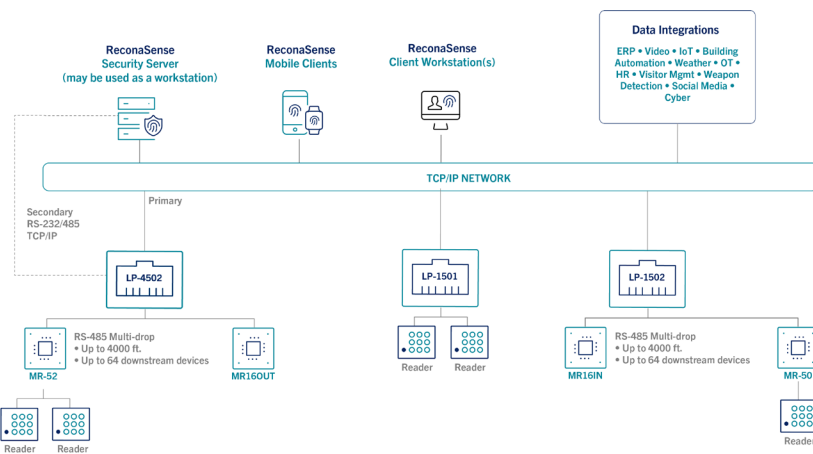 ReconaSense
Security Server
(may be used as a workstation)
ReconaSense
Mobile Clients
ReconaSense
Client Workstation(s)
Data Integrations
ERP • Video • IoT • Building
Automation • Weather • OT •
HR • Visitor Mgmt • Weapon
Detection • Social Media •
Cyber
TCP/IP NETWORK
Primary
Secondary
RS-232/485
TCP/IP
LP-4502
LP-1501
LP-1502
RS-485 Multi-drop
• Up to 4000 ft.
• Up to 64 downstream devices
MR-52
MR16OUT
Reader
Reader
RS-485 Multi-drop
• Up to 4000 ft.
• Up to 64 downstream devices
MR16IN
MR-50
Reader
Reader
Reader